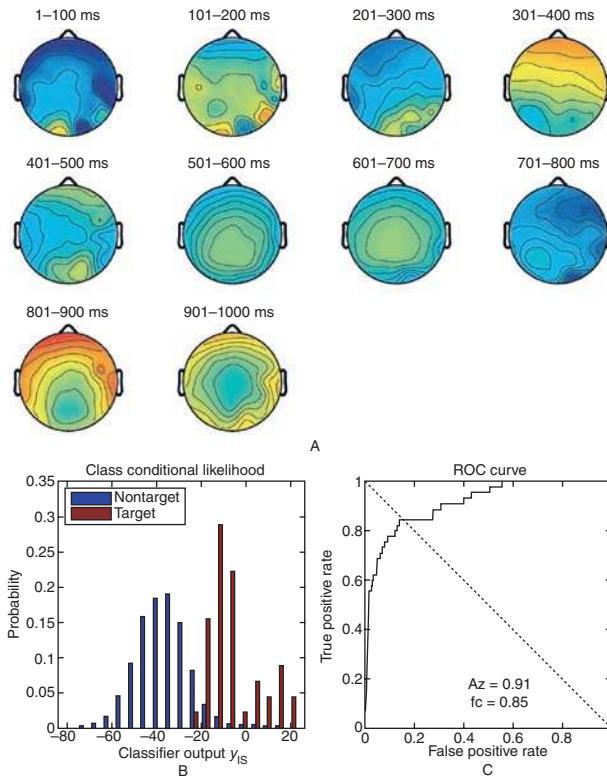 1–100 ms 101–200 ms 201–300 ms 301–400 ms
401–500 ms 501–600 ms 601–700 ms 701–800 ms
801–900 ms 901–1000 ms
A
Class conditional likelihood
Nontarget
Target
Probability
0.35
0.3
0.25
0.2
0.15
0.1
0.05
0
−80 −60 −40 −20 0 20
Classifier output yIS
B
ROC curve
True positive rate
1
0.8
0.6
0.4
0.2
0
Az = 0.91
fc = 0.85
0 0.2 0.4 0.6 0.8
False positive rate
C